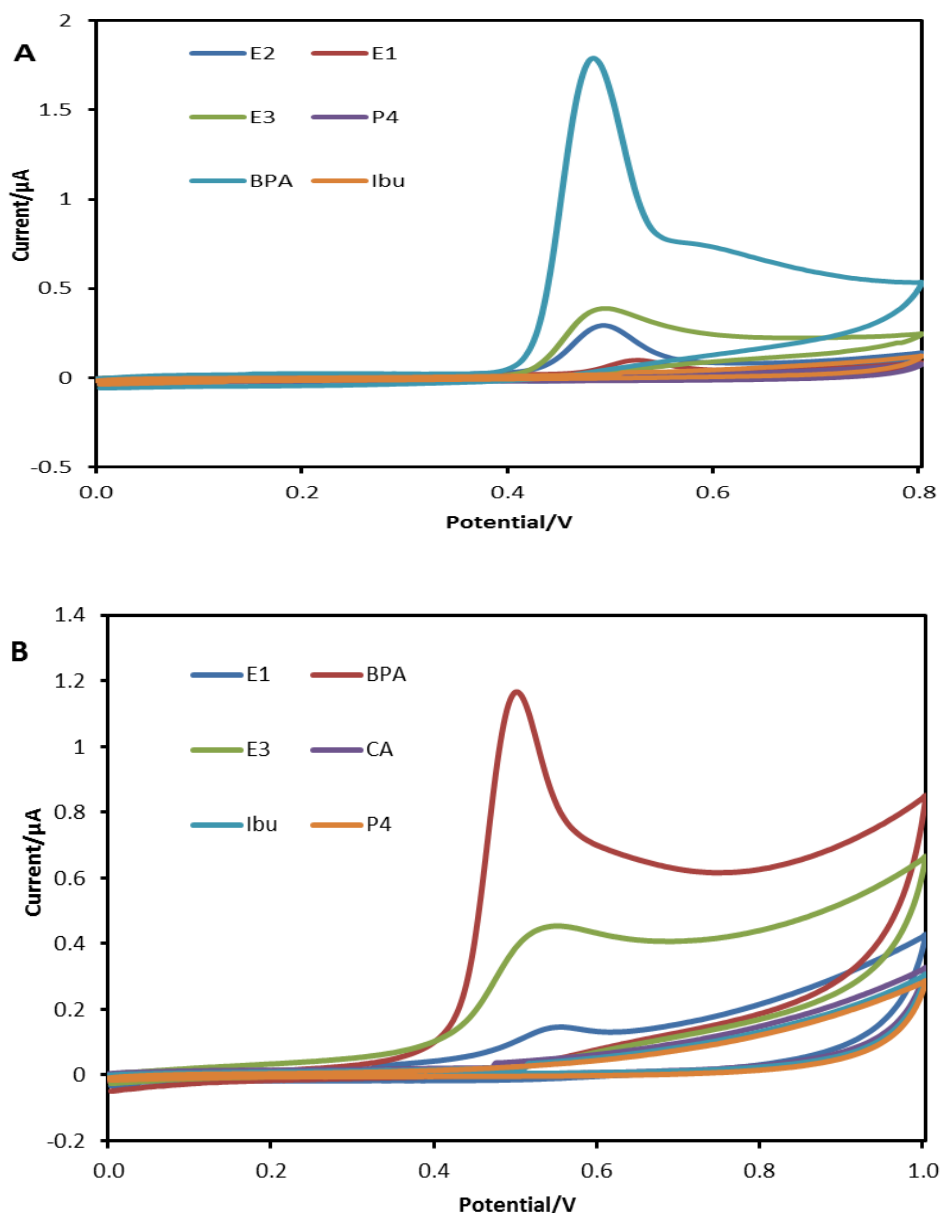 A
E2 E1
E3 P4
BPA Ibu
2
1.5
1
0.5
0
-0.5
Current/µA
0.0 0.2 0.4 0.6 0.8
Potential/V
B
E1 BPA
E3 CA
Ibu P4
1.4
1.2
1
0.8
0.6
0.4
0.2
0
-0.2
Current/µA
0.0 0.2 0.4 0.6 0.8 1.0
Potential/V